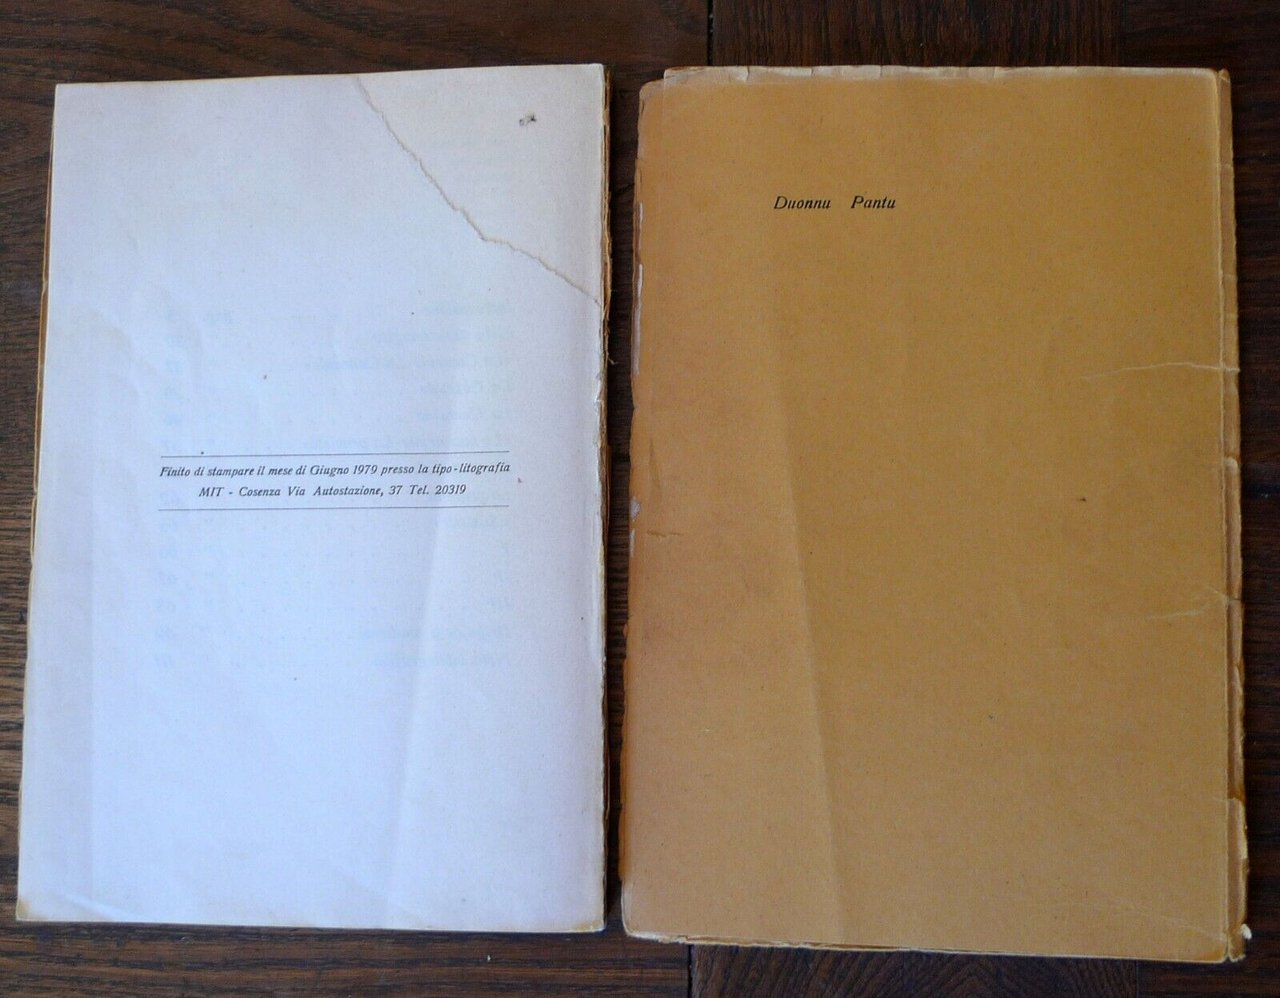 Finito di stampare il mese di Giugno 1979 presso la tipo-litografia
MIT - Cosenza Via Autostazione, 37 Tel. 20319
Duonnu Pantu